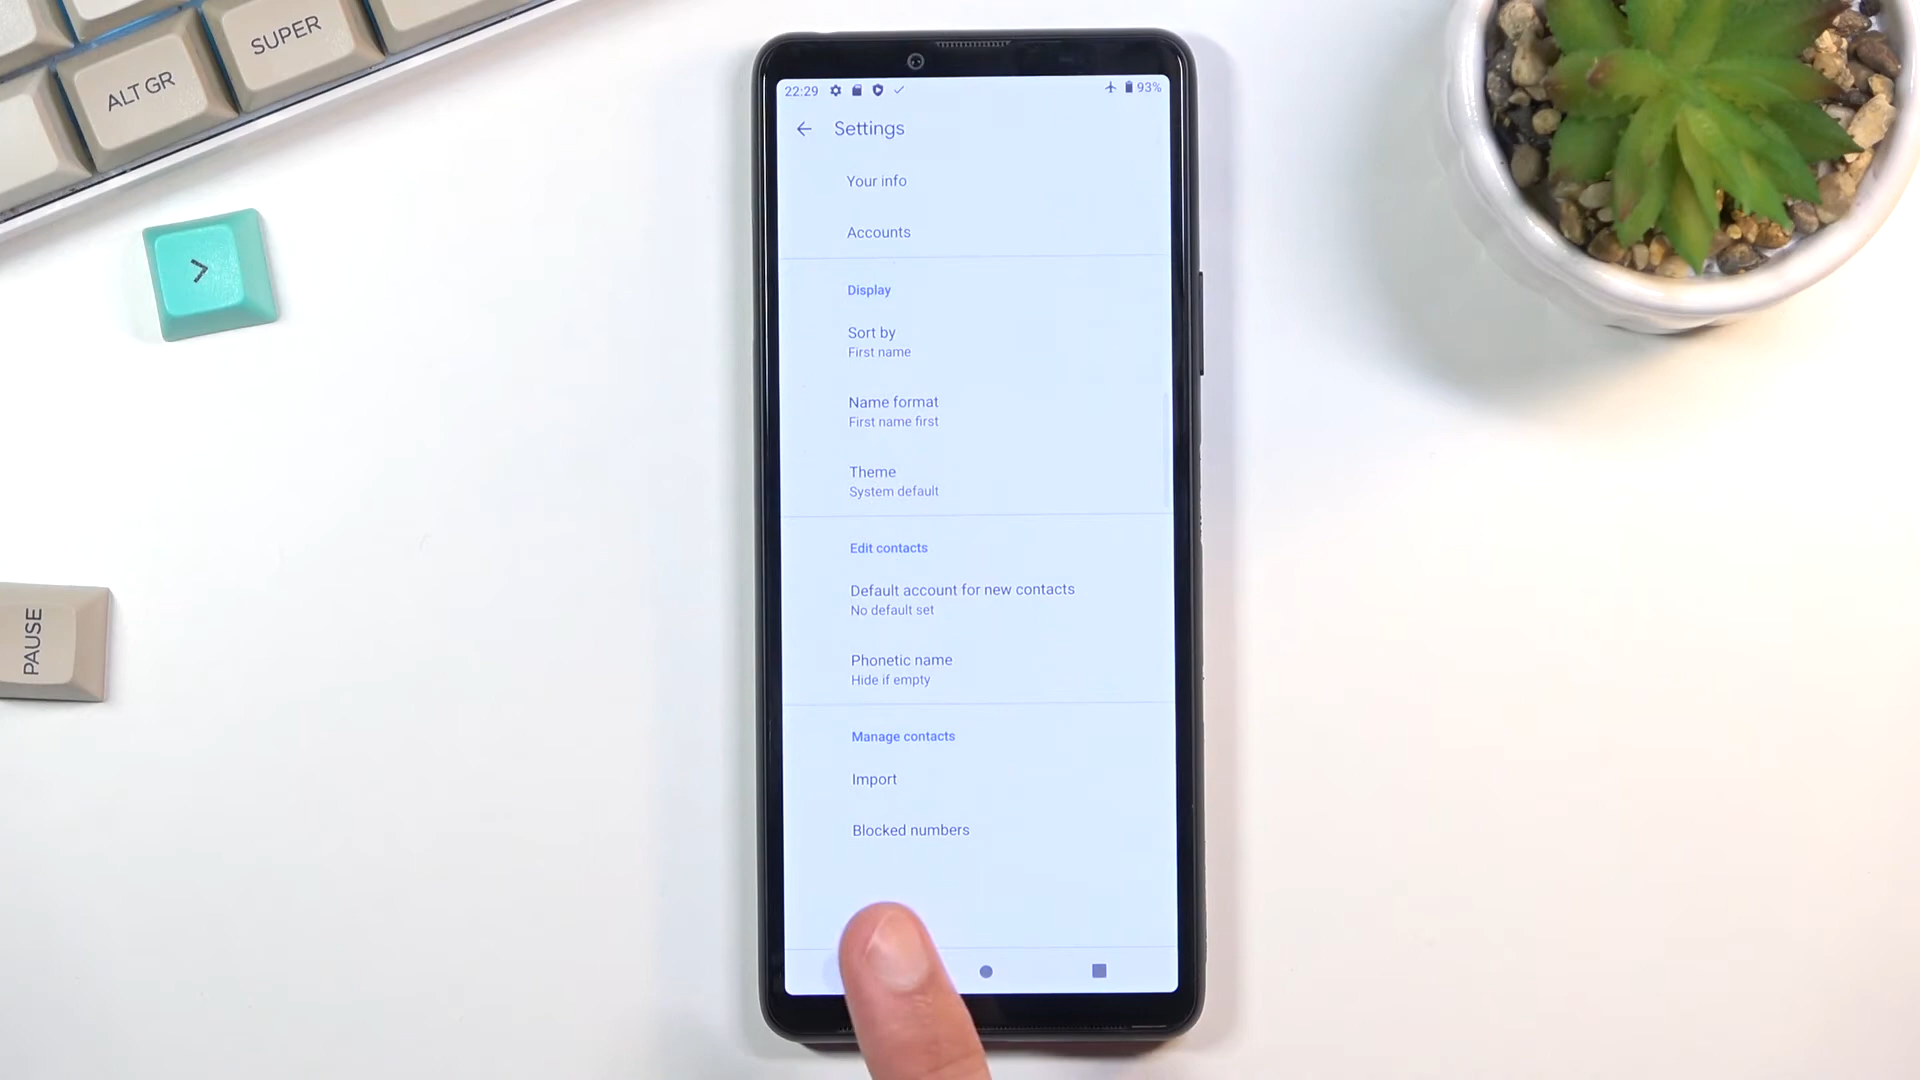 SUPER
ALT GR
>
PAUSE
22:29
93%
Settings
Your info
Accounts
Display
Sort by
First name
Name format
First name first
Theme
System default
Edit contacts
Default account for new contacts
No default set
Phonetic name
Hide if empty
Manage contacts
Import
Blocked numbers